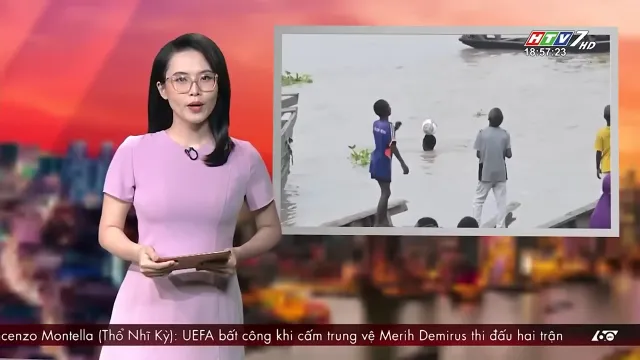 HTV7 HD
18:57:23
cenzo Montella (Thổ Nhĩ Kỳ): UEFA bất công khi cấm trung vệ Merih Demirus thi đấu hai trận
60